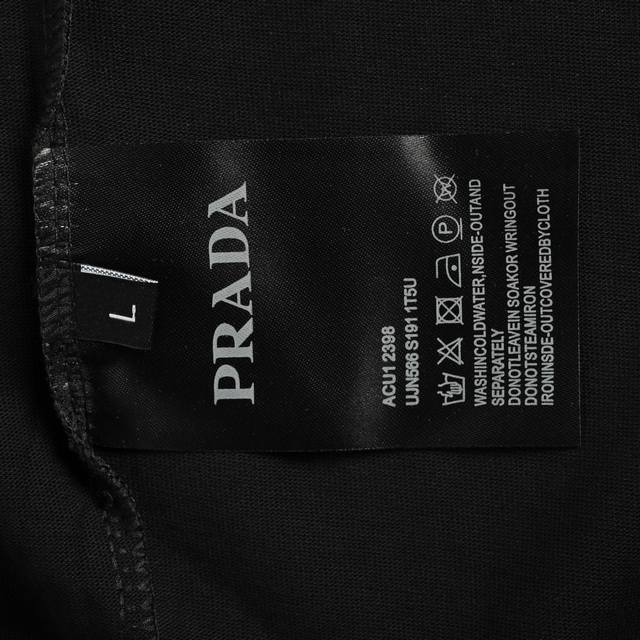 L
PRADA
ACU1 2398
UJN566 S191 1T5U
WASHINCOLDWATER,NSIDE-OUTAND
SEPARATELY
DONOTLEAVEIN SOAKOR WRINGOUT
DONOTSTEAMIRON
IRONINSIDE-OUTCOVEREDBYCLOTH